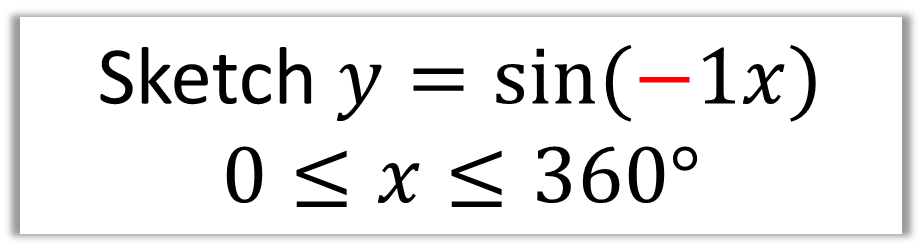 Sketch y = sin(−1x)
0 ≤ x ≤ 360°